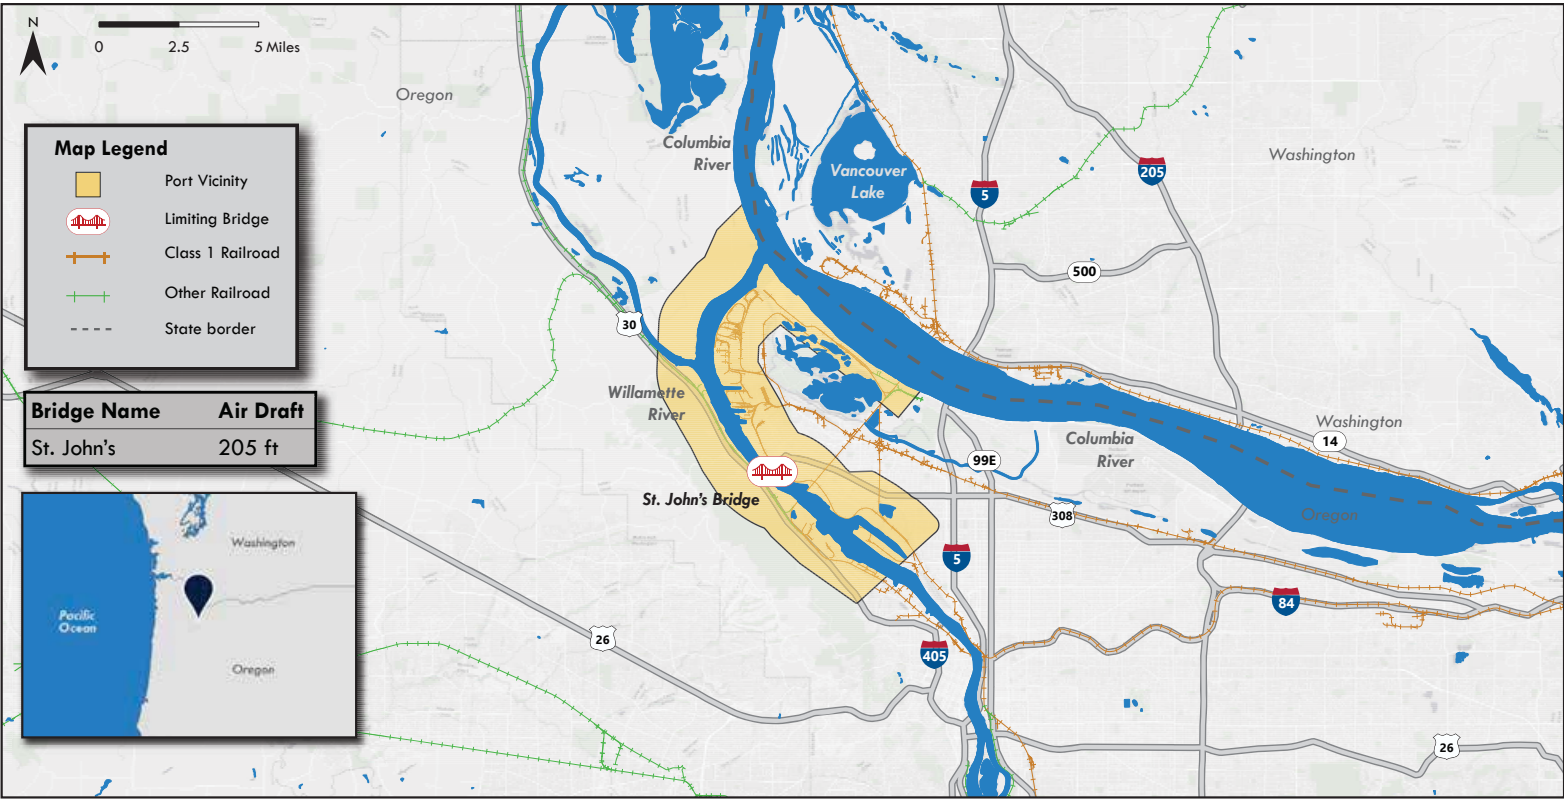 N
0 2.5 5 Miles
Oregon
Map Legend
Port Vicinity
Limiting Bridge
Class 1 Railroad
Other Railroad
State border
Bridge Name Air Draft
St. John's 205 ft
Washington
Pacific
Ocean
Oregon
Columbia
River
Vancouver
Lake
5
205
Washington
500
30
Willamette
River
St. John's Bridge
99E
Columbia
River
Washington
14
308
Oregon
5
84
26
405
26